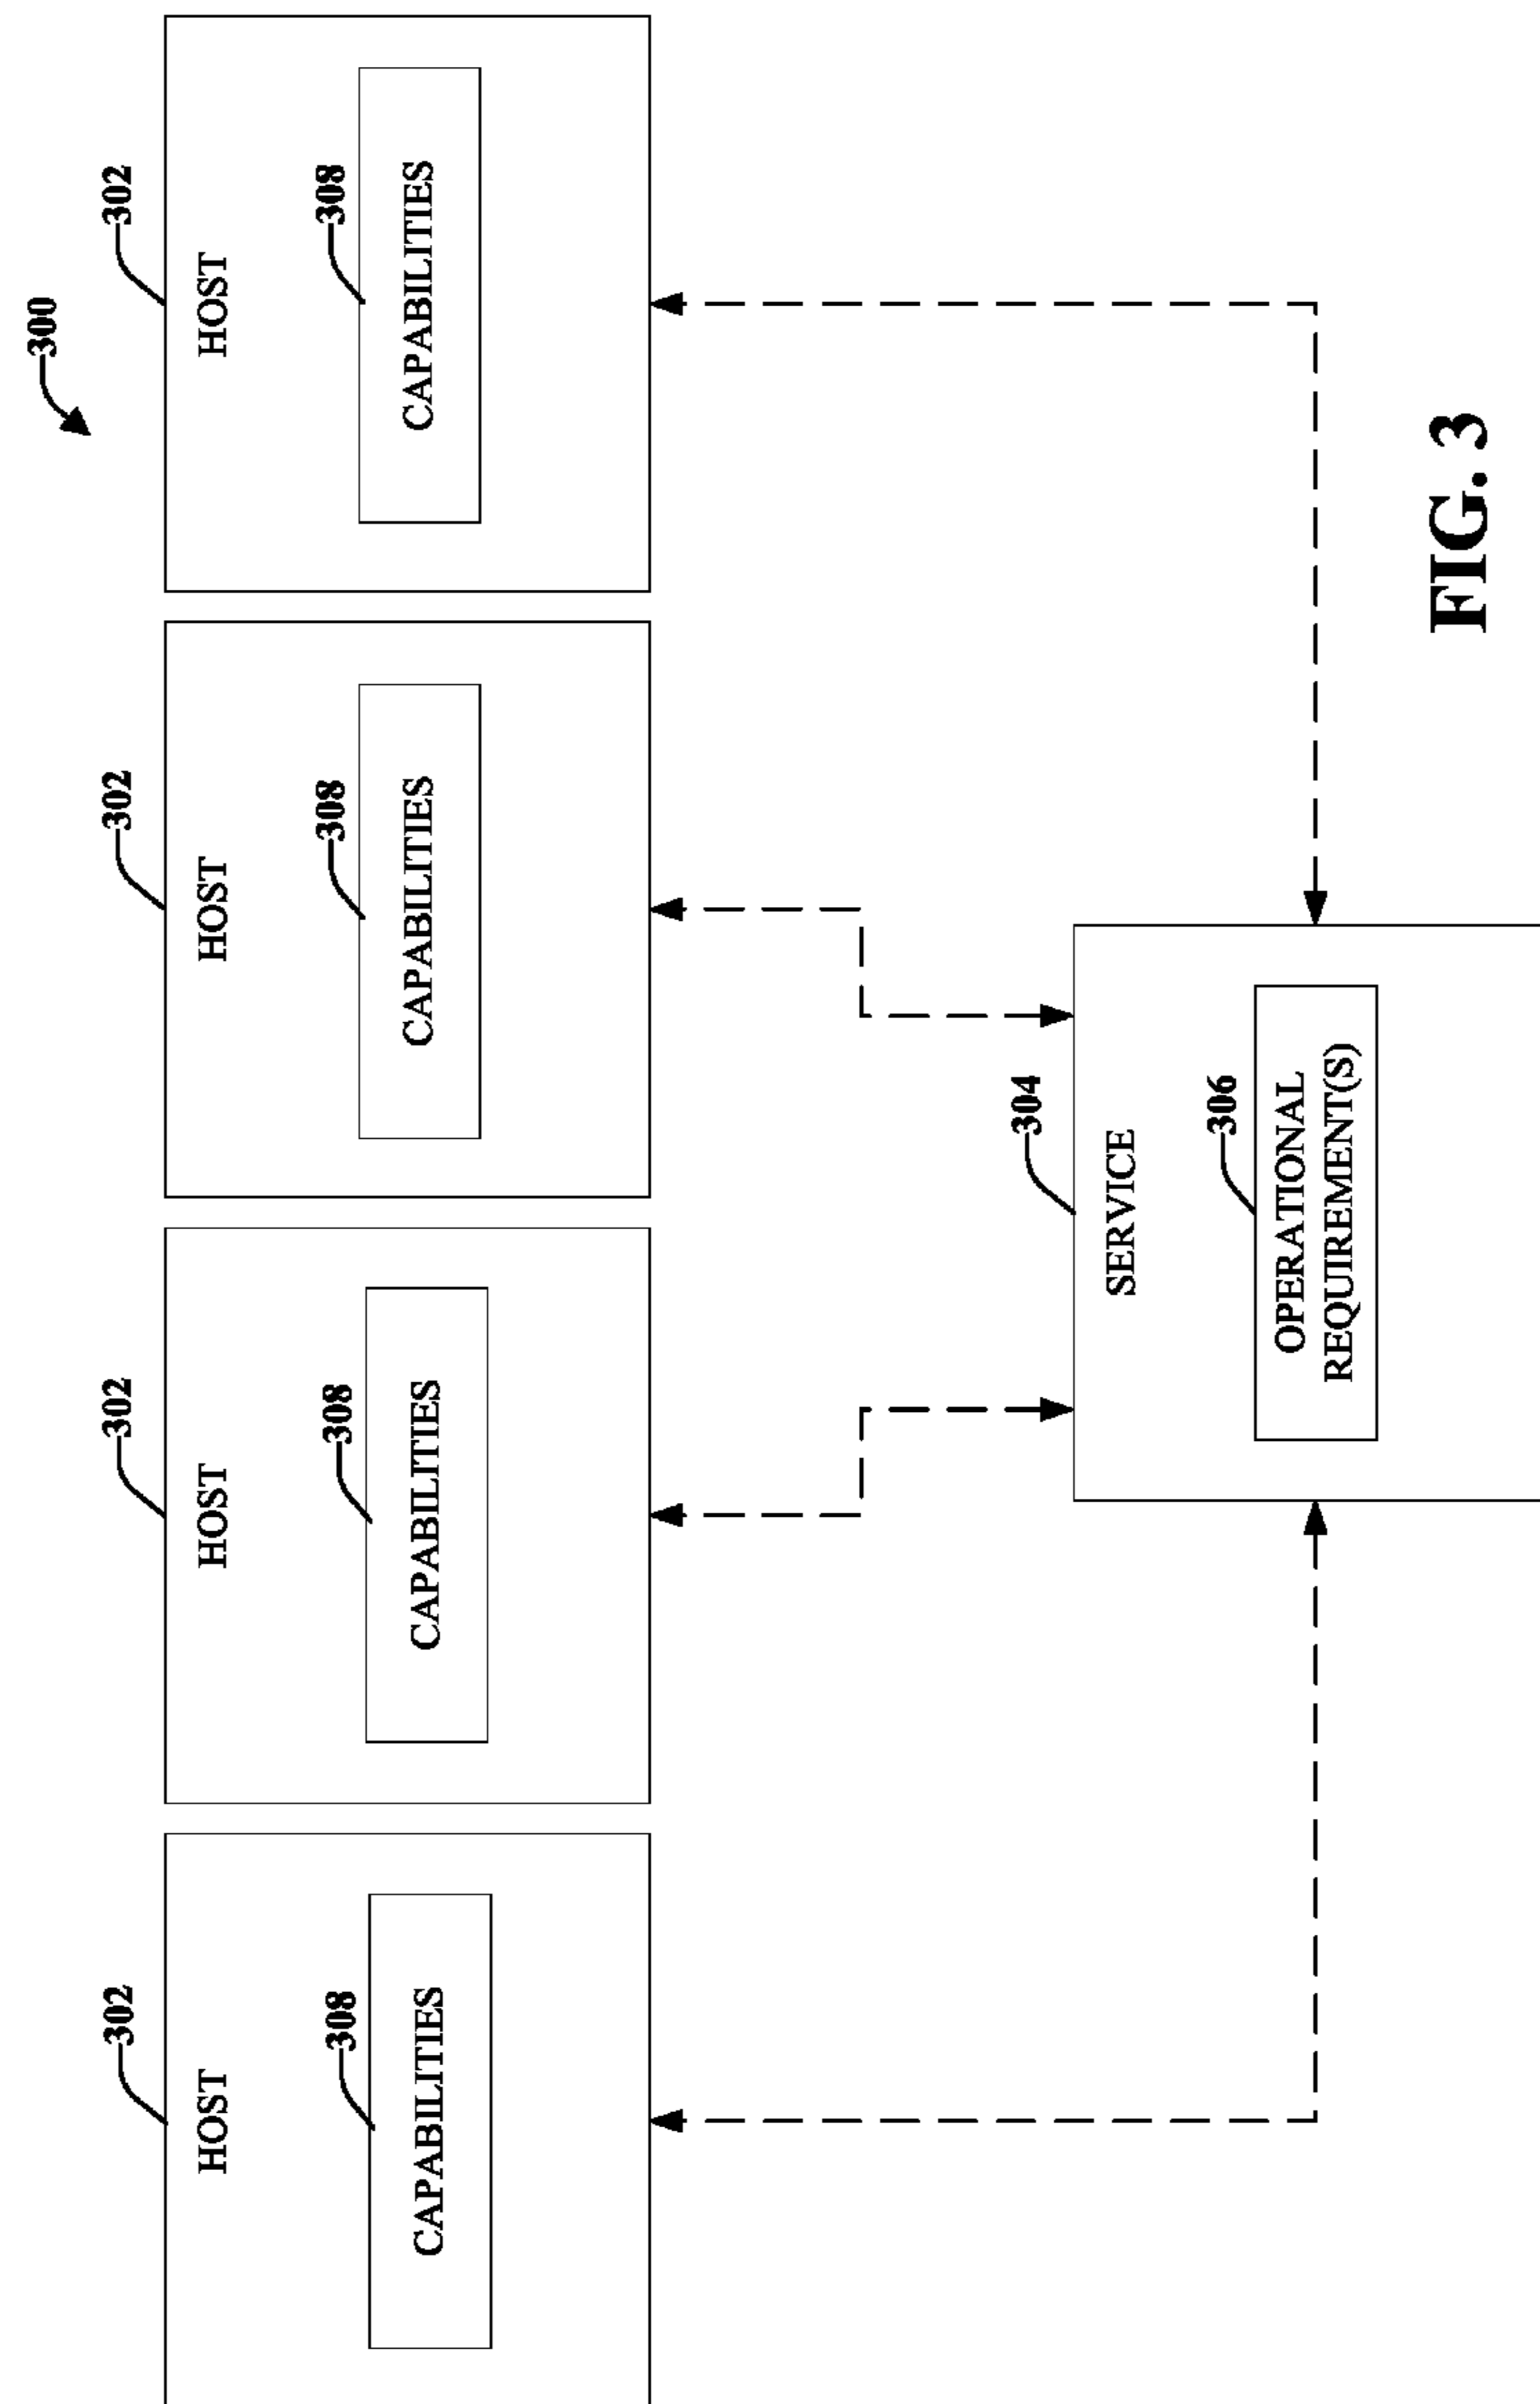 300
302
HOST
308
CAPABILITIES
302
HOST
308
CAPABILITIES
302
HOST
308
CAPABILITIES
302
HOST
308
CAPABILITIES
304
SERVICE
306
OPERATIONAL
REQUIREMENT(S)
FIG. 3